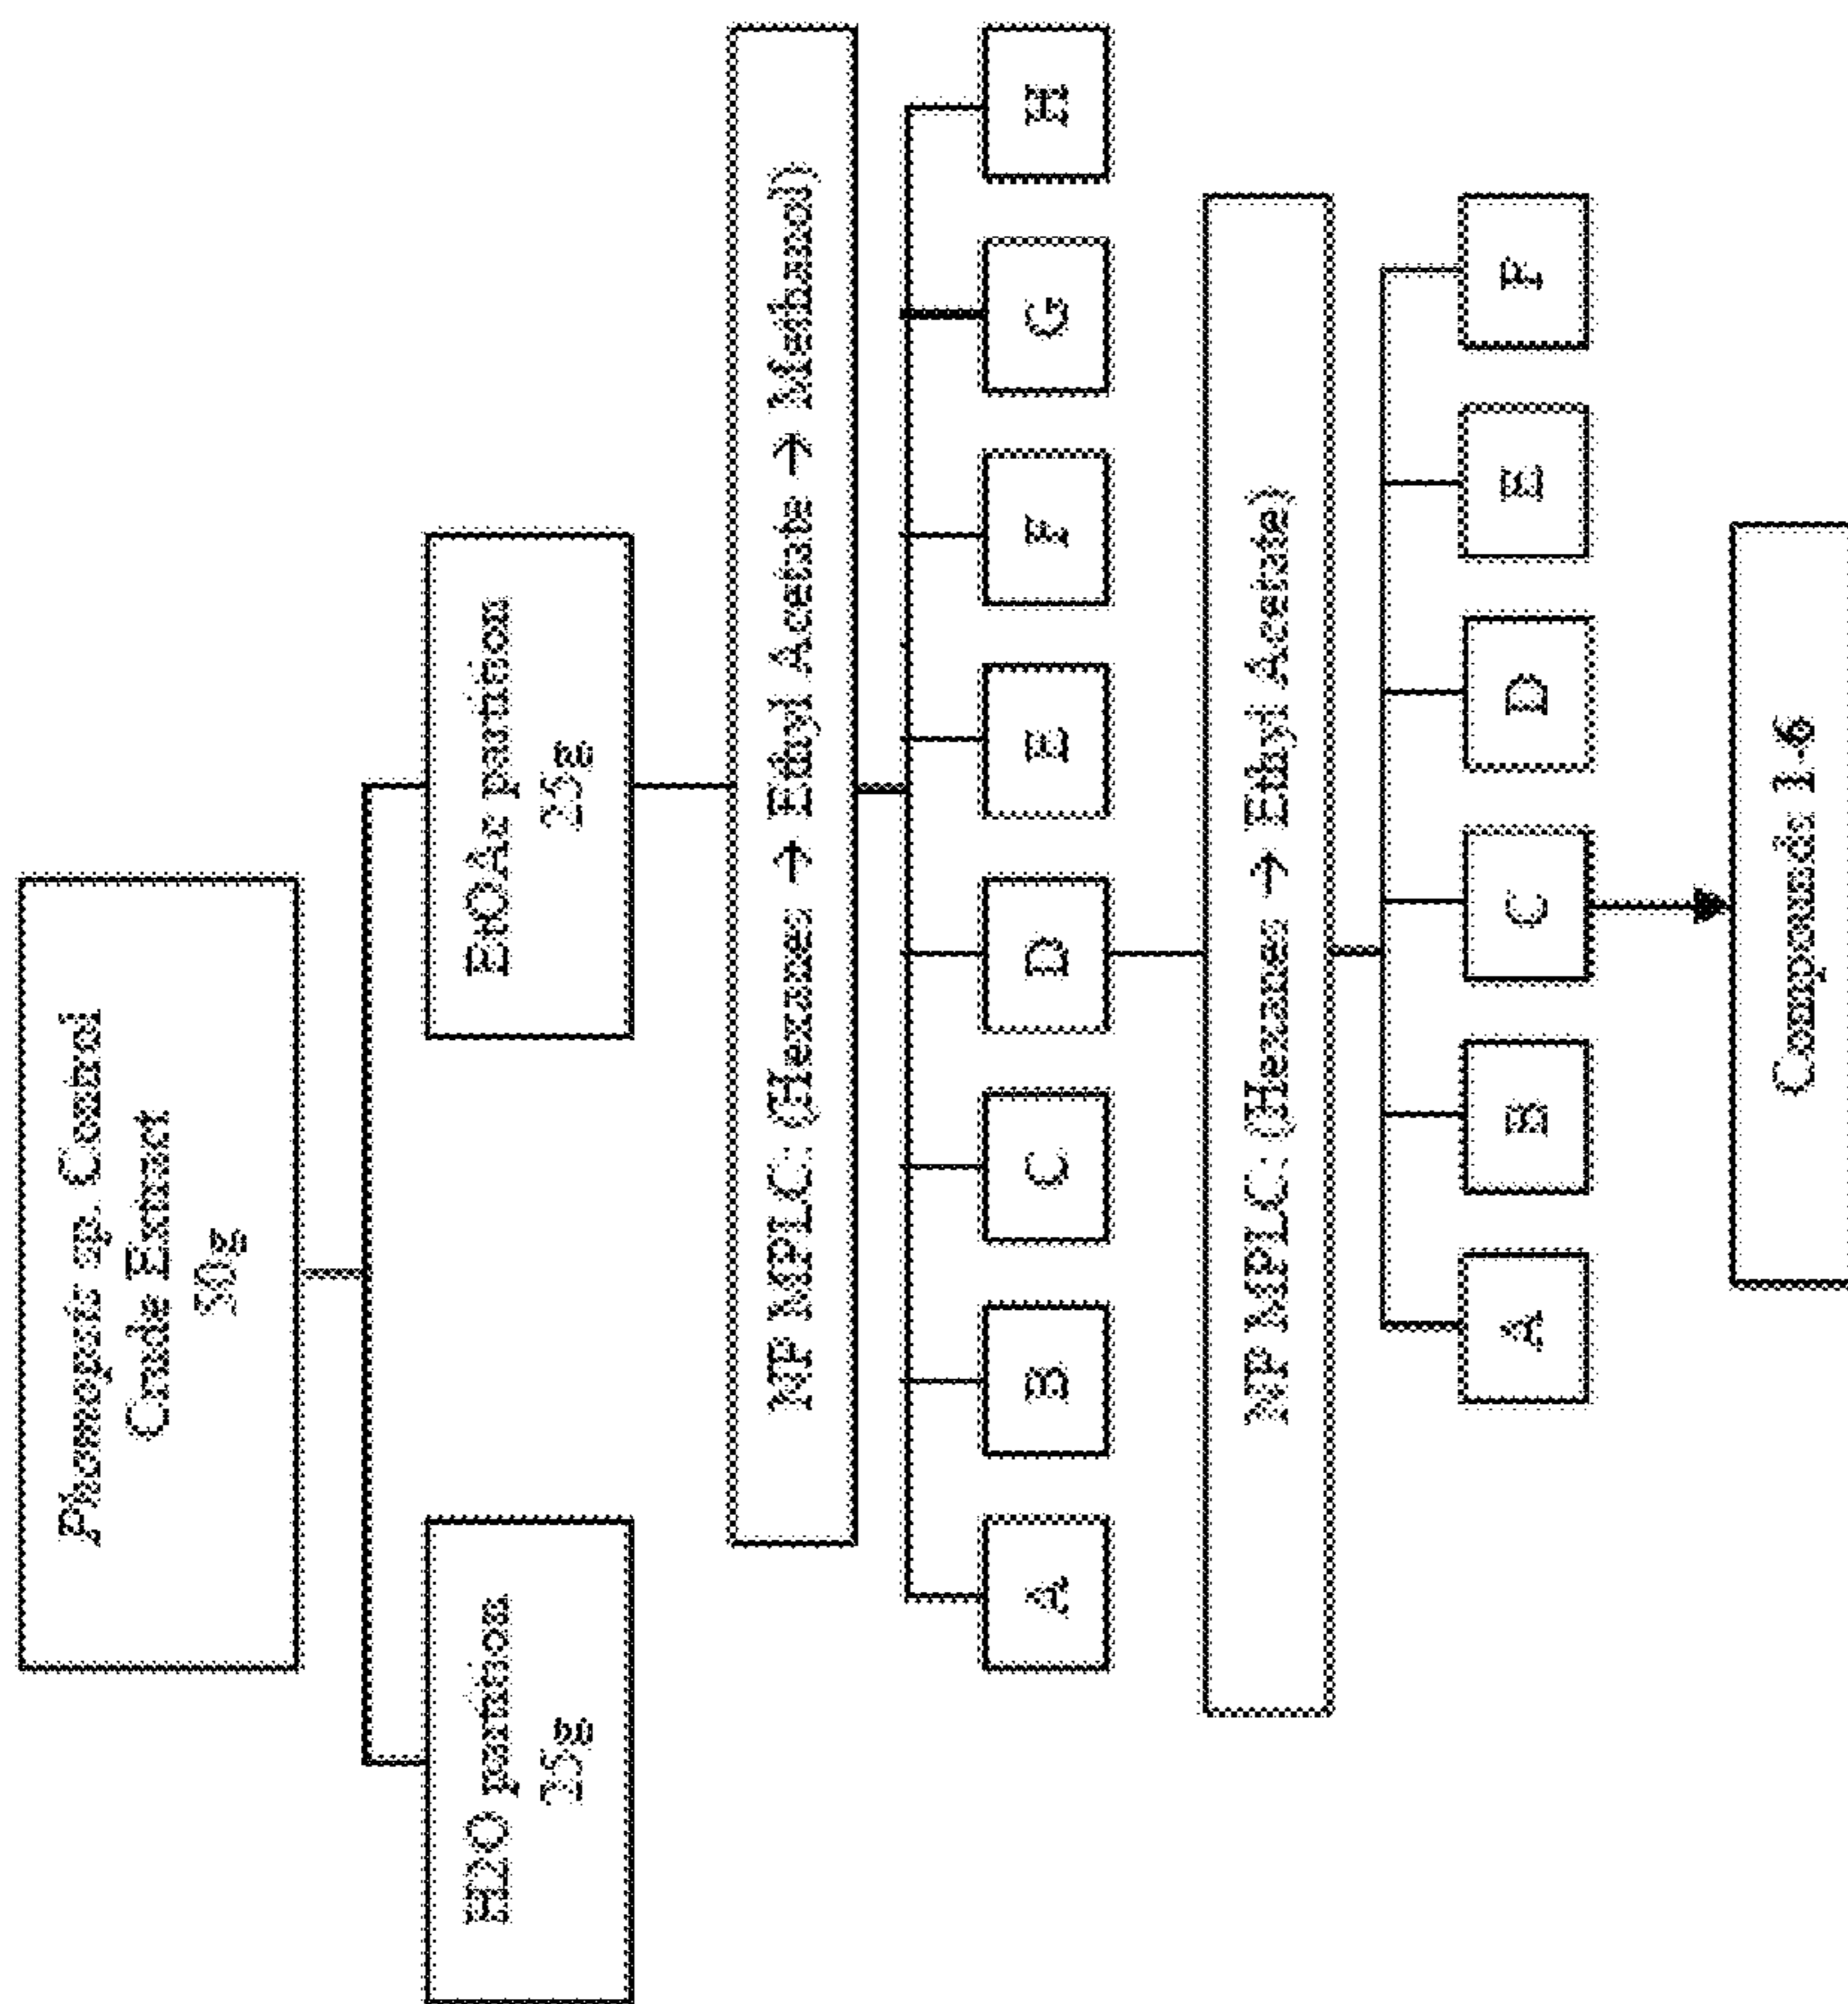 Phomopsis sp. Control
Crude Extract
50g
H2O partition
25g
EtOAc partition
25g
NP MPLC: (Hexanes → Ethyl Acetate → Methanol)
A
B
C
D
E
F
G
H
NP MPLC: (Hexanes → Ethyl Acetate)
A
B
C
D
E
F
Compounds 1-6